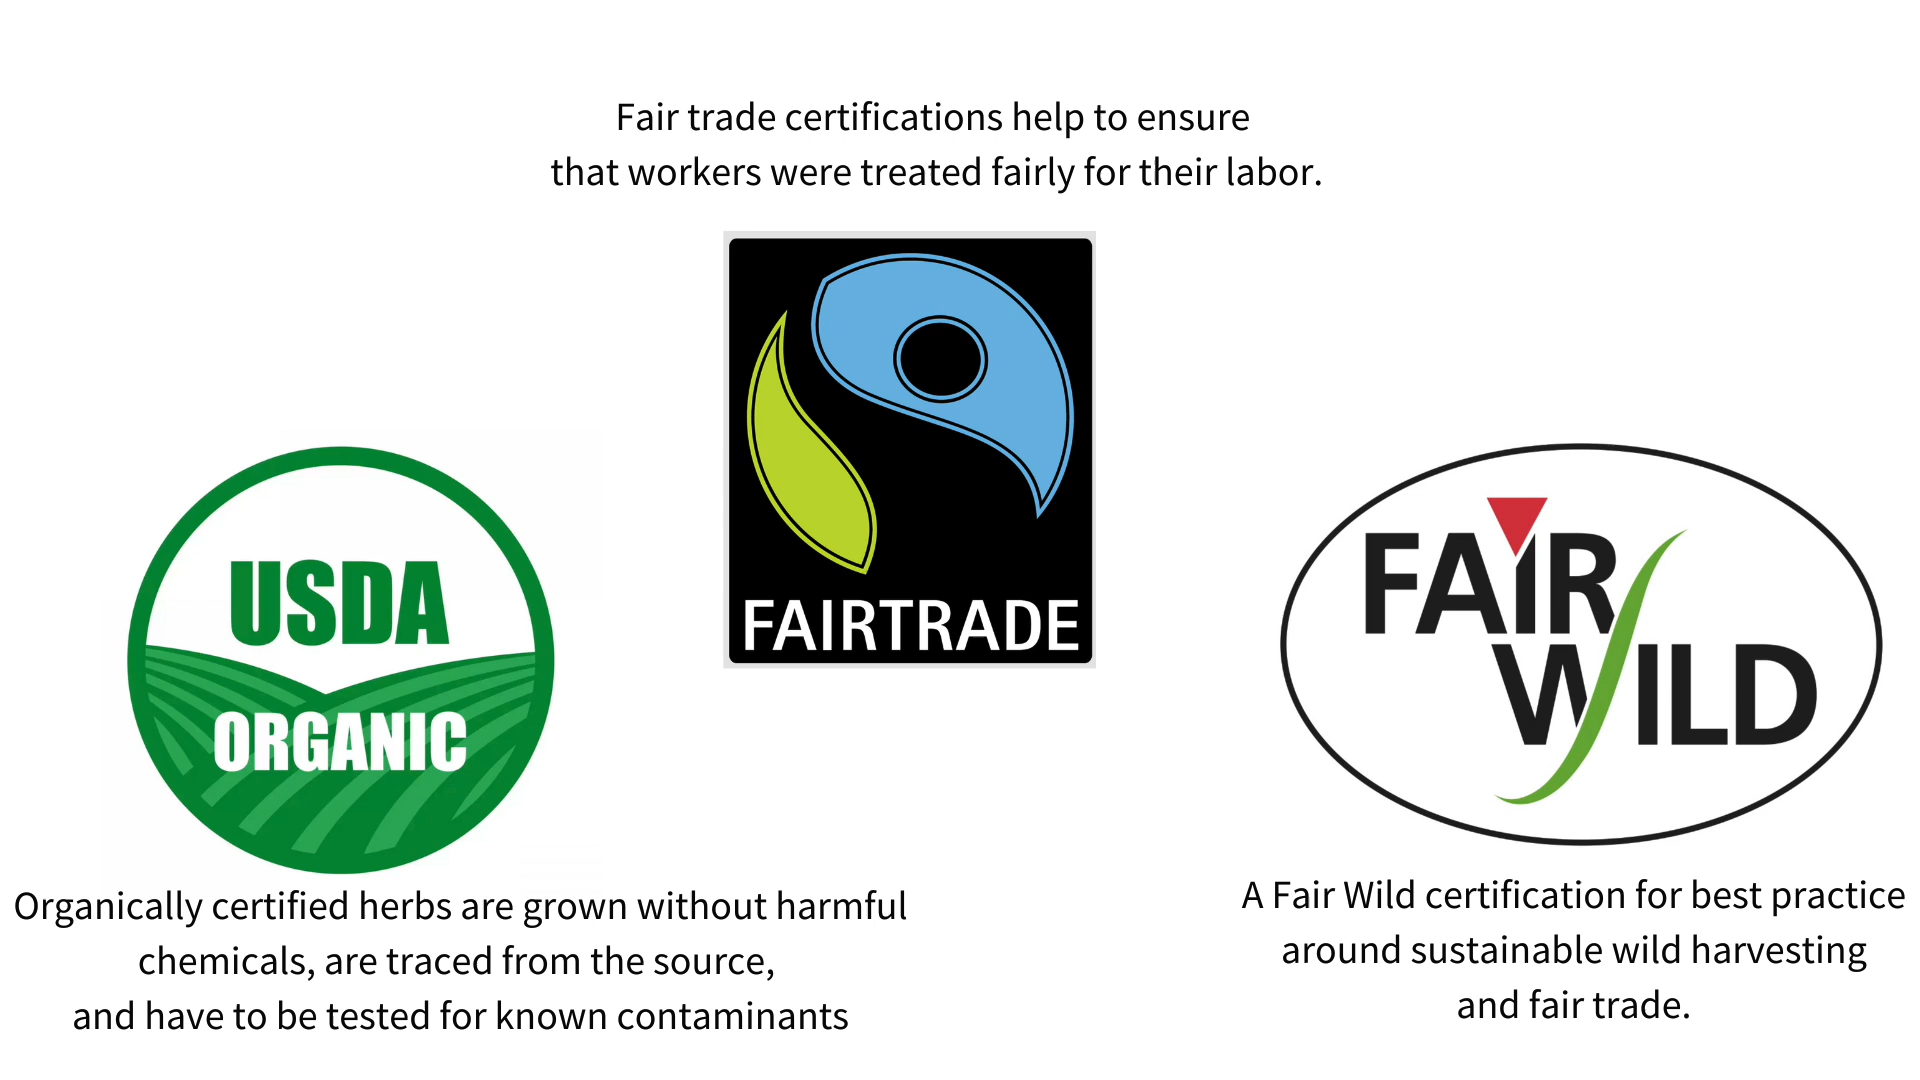 Fair trade certifications help to ensure
that workers were treated fairly for their labor.
FAIRTRADE
USDA
ORGANIC
Organically certified herbs are grown without harmful
chemicals, are traced from the source,
and have to be tested for known contaminants
FAIR
WILD
A Fair Wild certification for best practice
around sustainable wild harvesting
and fair trade.